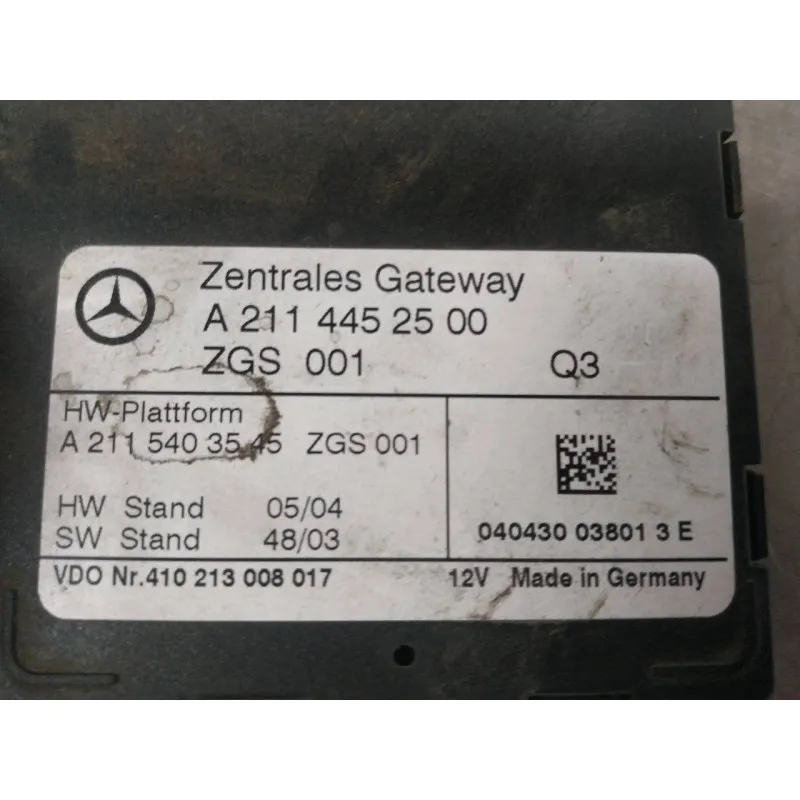 Zentrales Gateway
A 211 445 25 00
ZGS 001 Q3
HW-Plattform
A 211 540 35 45 ZGS 001
HW Stand 05/04
SW Stand 48/03
040430 03801 3 E
VDO Nr.410 213 008 017 12V Made in Germany